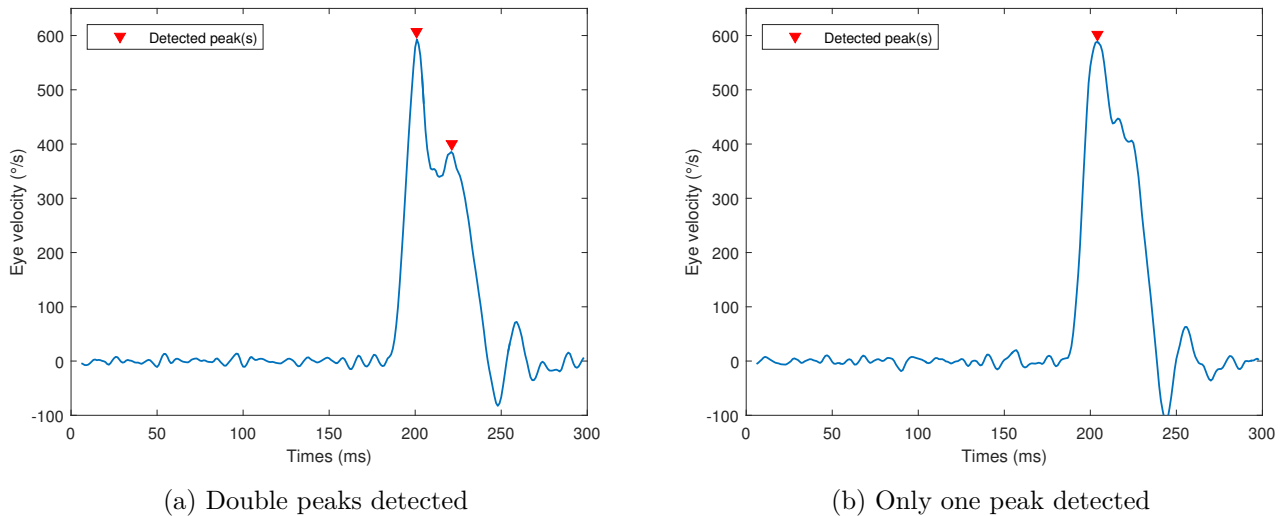 600
500
400
300
200
100
0
-100
Eye velocity (°/s)
Detected peak(s)
0 50 100 150 200 250 300
Times (ms)
(a) Double peaks detected
600
500
400
300
200
100
0
-100
Eye velocity (°/s)
Detected peak(s)
0 50 100 150 200 250 300
Times (ms)
(b) Only one peak detected